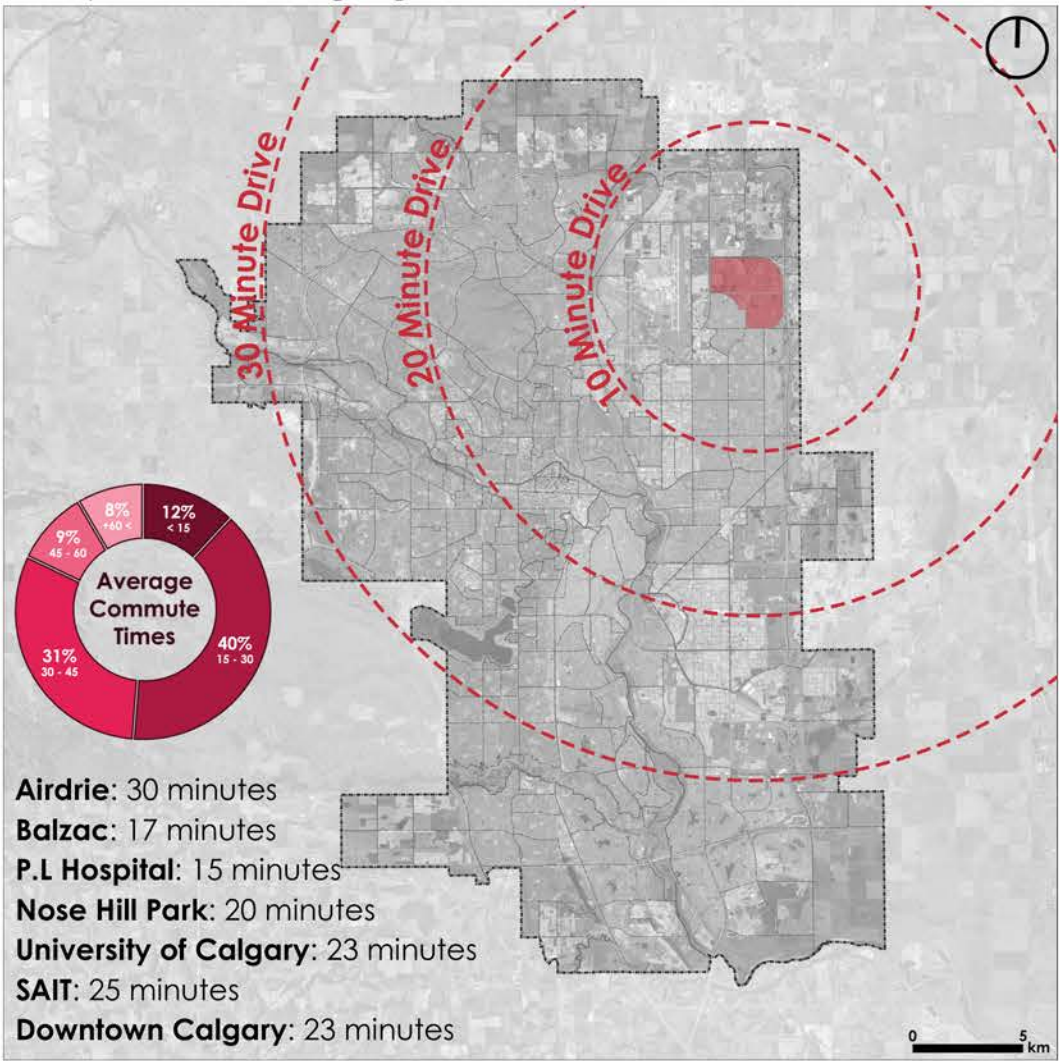 30 Minute Drive
20 Minute Drive
10 Minute Drive
8%
+60 <
12%
< 15
9%
45 - 60
Average
Commute
Times
40%
15 - 30
31%
30 - 45
Airdrie: 30 minutes
Balzac: 17 minutes
P.L Hospital: 15 minutes
Nose Hill Park: 20 minutes
University of Calgary: 23 minutes
SAIT: 25 minutes
Downtown Calgary: 23 minutes
0 5
km